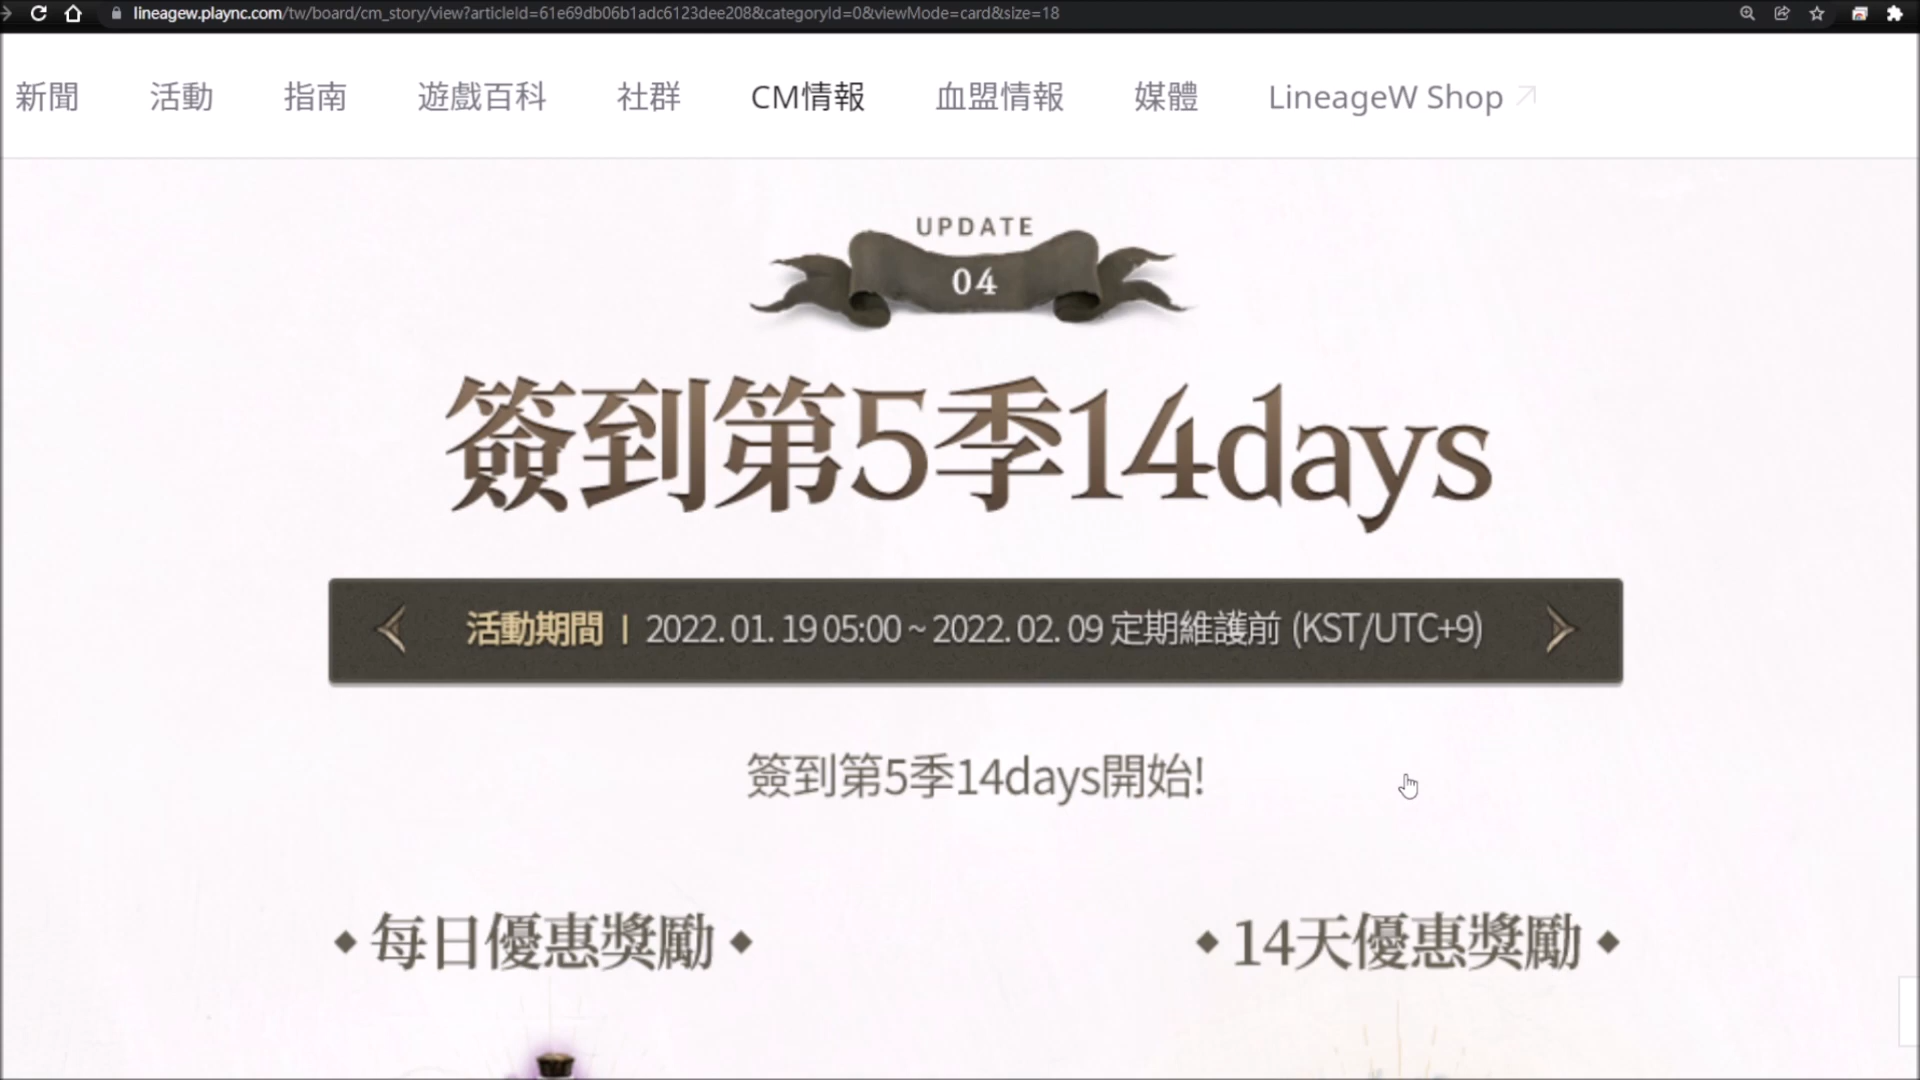 lineagew.plaync.com/tw/board/cm_story/view?articleId=61e69db06b1adc6123dee208&categoryId=0&viewMode=card&size=18
新聞 活動 指南 遊戲百科 社群 CM情報 血盟情報 媒體 LineageW Shop
UPDATE
04
簽到第5季14days
活動期間 | 2022. 01. 19 05:00 ~ 2022. 02. 09 定期維護前 (KST/UTC+9)
簽到第5季14days開始!
每日優惠獎勵
14天優惠獎勵